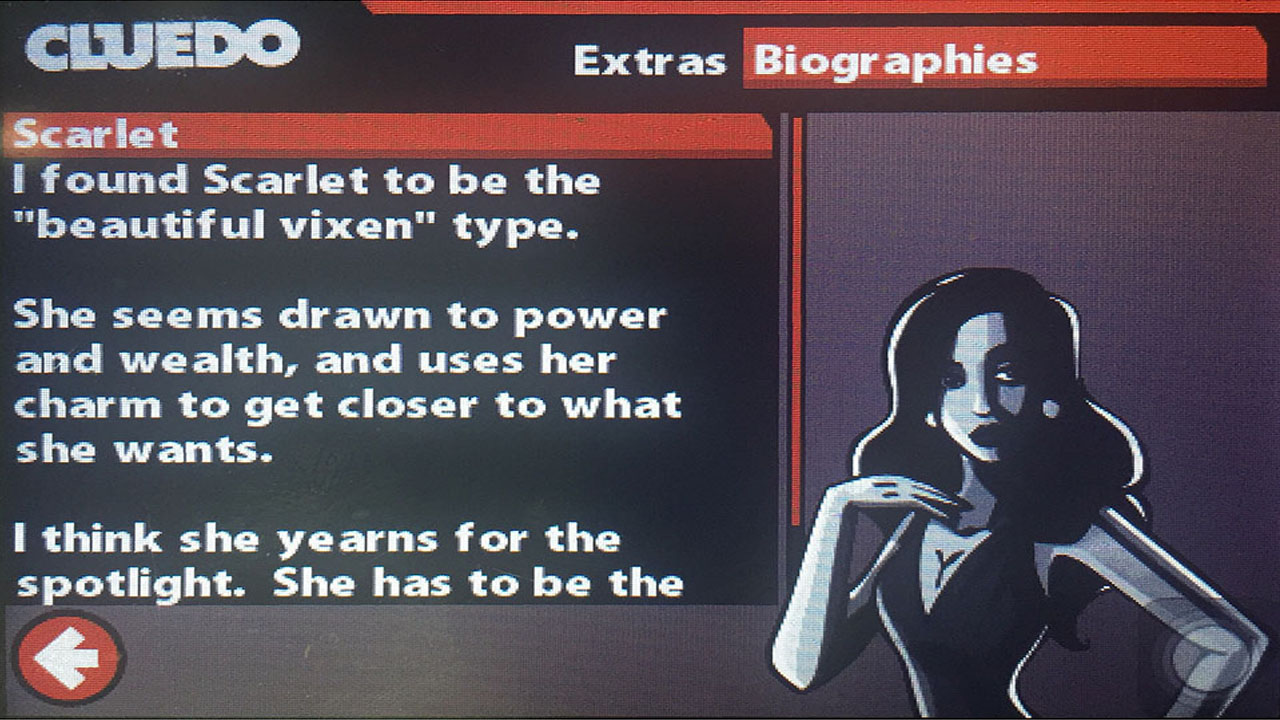 CLUEDO
Extras Biographies
Scarlet
I found Scarlet to be the
"beautiful vixen" type.
She seems drawn to power
and wealth, and uses her
charm to get closer to what
she wants.
I think she yearns for the
spotlight. She has to be the